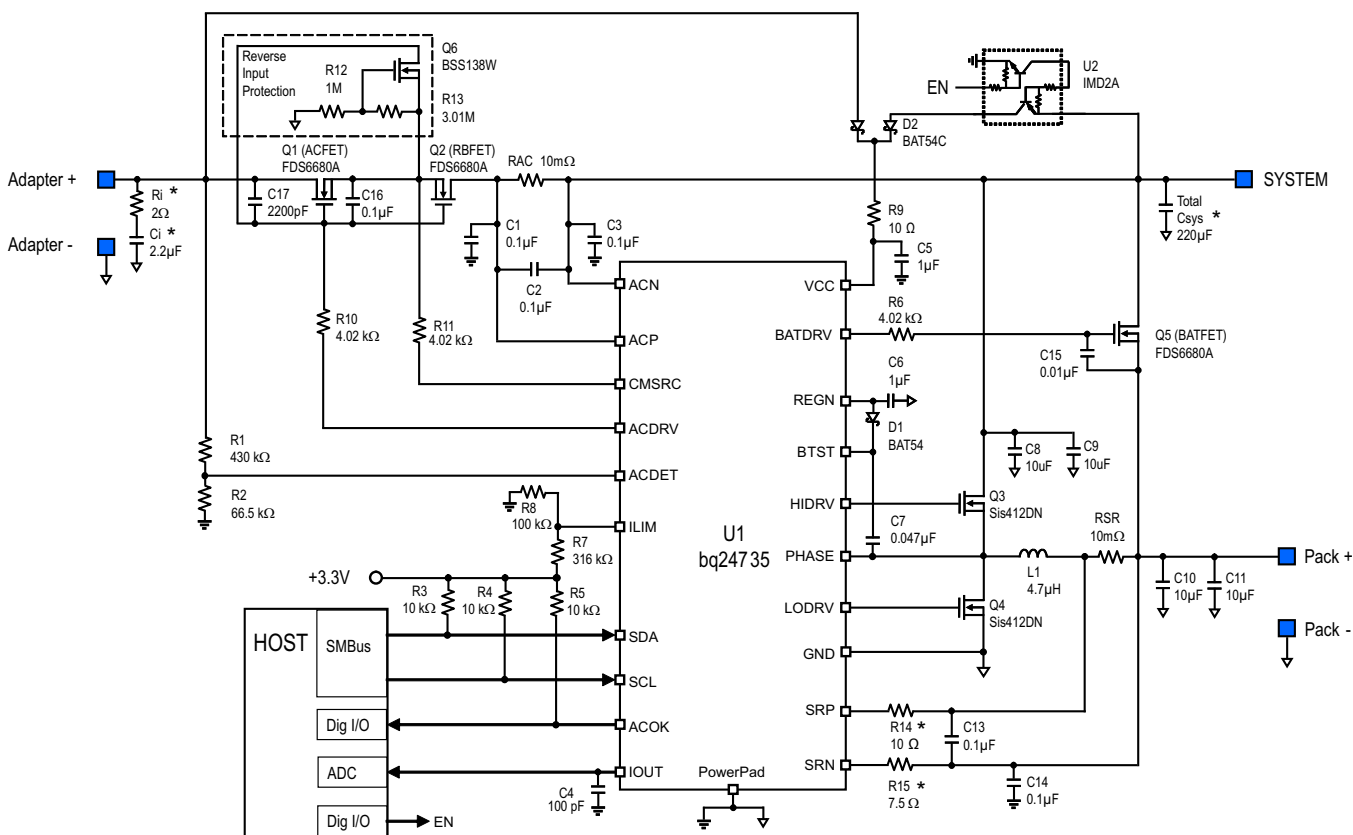 Reverse
Input
Protection
R12
1M
Q6
BSS138W
R13
3.01M
U2
IMD2A
EN
D2
BAT54C
Q1 (ACFET)
FDS6680A
Q2 (RBFET)
FDS6680A
RAC 10mΩ
Adapter +
Ri *
2Ω
Ci *
2.2µF
Adapter -
C17
2200pF
C16
0.1µF
C1
0.1µF
C3
0.1µF
C2
0.1µF
R9
10 Ω
C5
1µF
SYSTEM
Total
Csys *
220µF
R10
4.02 kΩ
R11
4.02 kΩ
ACN
ACP
CMSRC
ACDRV
ACDET
ILIM
SDA
SCL
ACOK
IOUT
U1
bq24735
PowerPad
VCC
BATDRV
REGN
BTST
HIDRV
PHASE
LODRV
GND
SRP
SRN
R6
4.02 kΩ
C15
0.01µF
Q5 (BATFET)
FDS6680A
C6
1µF
D1
BAT54
C8
10uF
C9
10uF
Q3
Sis412DN
C7
0.047µF
L1
4.7µH
RSR
10mΩ
Q4
Sis412DN
C10
10µF
C11
10µF
Pack +
Pack -
R14 *
10 Ω
C13
0.1µF
R15 *
7.5 Ω
C14
0.1µF
R1
430 kΩ
R2
66.5 kΩ
R8
100 kΩ
R7
316 kΩ
+3.3V
R3
10 kΩ
R4
10 kΩ
R5
10 kΩ
HOST
SMBus
Dig I/O
ADC
Dig I/O
EN
C4
100 pF